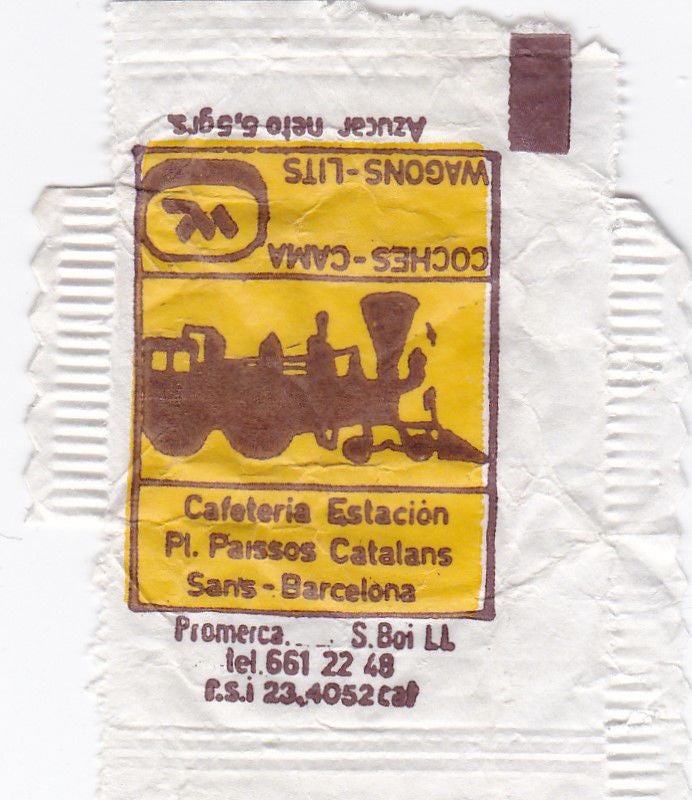 Azucar neto 6,5grs
WAGONS-LITS
COCHES-CAMA
Cafeteria Estación
Pl. Paissos Catalans
Sans-Barcelona
Promerca.... S.Boi LL
tel.661 22 48
r.s.i 23.4052 cat